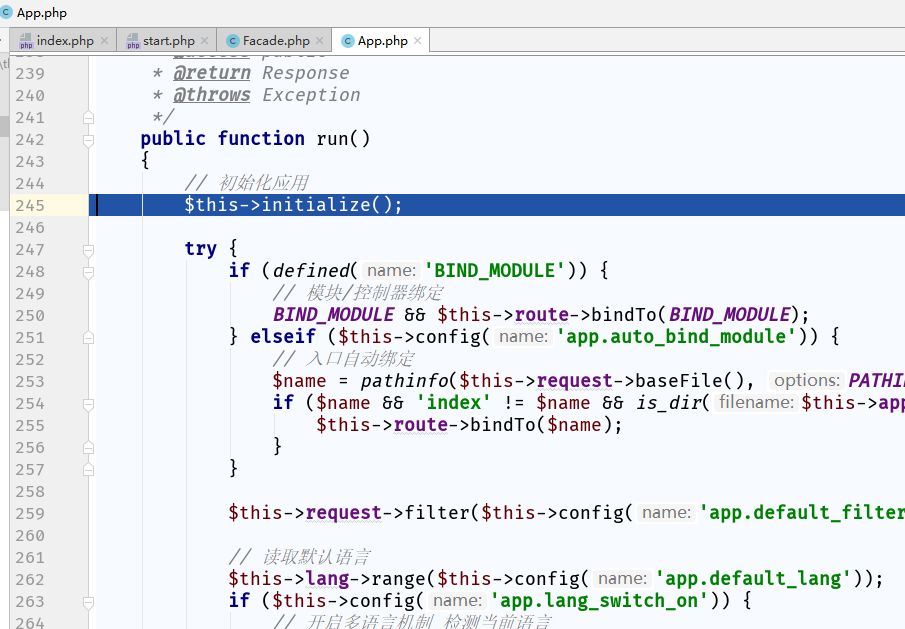 App.php
index.php
start.php
Facade.php
App.php
239 * @return Response
240 * @throws Exception
241 */
242 public function run()
243 {
244 // 初始化应用
245 $this->initialize();
246
247 try {
248 if (defined( name: 'BIND_MODULE')) {
249 // 模块/控制器绑定
250 BIND_MODULE && $this->route->bindTo(BIND_MODULE);
251 } elseif ($this->config( name: 'app.auto_bind_module')) {
252 // 入口自动绑定
253 $name = pathinfo($this->request->baseFile(), options: PATHI
254 if ($name && 'index' != $name && is_dir( filename: $this->app
255 $this->route->bindTo($name);
256 }
257 }
258
259 $this->request->filter($this->config( name: 'app.default_filter
260
261 // 读取默认语言
262 $this->lang->range($this->config( name: 'app.default_lang'));
263 if ($this->config( name: 'app.lang_switch_on')) {
264 // 开启多语言机制 检测当前语言